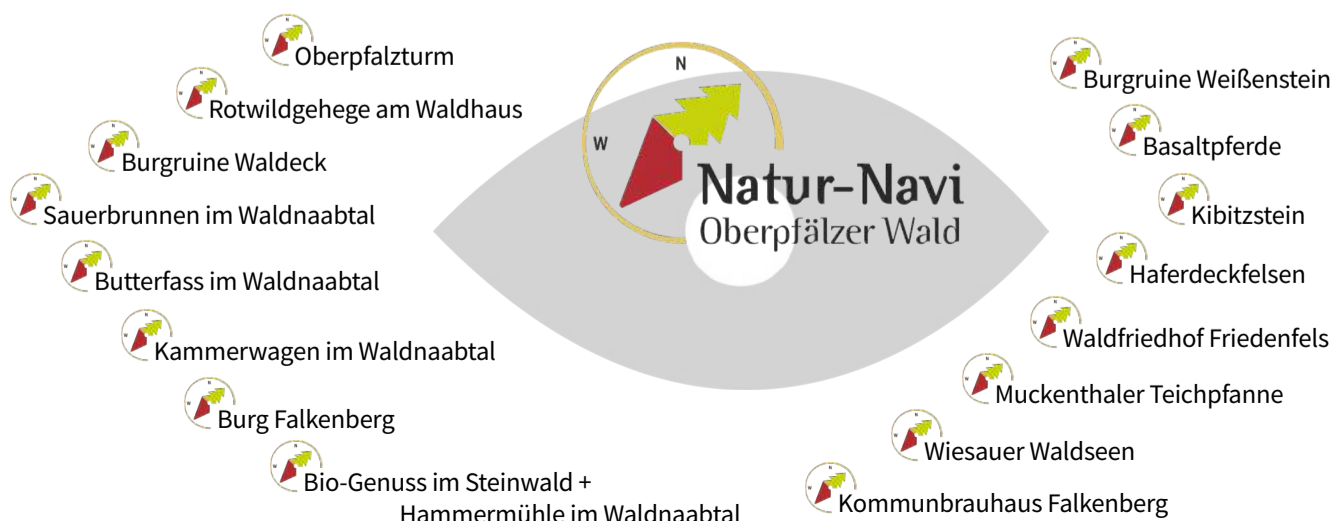 Oberpfalzturm
Rotwildgehege am Waldhaus
Burgruine Waldeck
Sauerbrunnen im Waldnaabtal
Butterfass im Waldnaabtal
Kammerwagen im Waldnaabtal
Burg Falkenberg
Bio-Genuss im Steinwald +
Hammermühle im Waldnaabtal
N
W
Natur-Navi
Oberpfälzer Wald
Burgruine Weißenstein
Basaltpferde
Kibitzstein
Haferdeckfelsen
Waldfriedhof Friedenfels
Muckenthaler Teichpfanne
Wiesauer Waldseen
Kommunbrauhaus Falkenberg